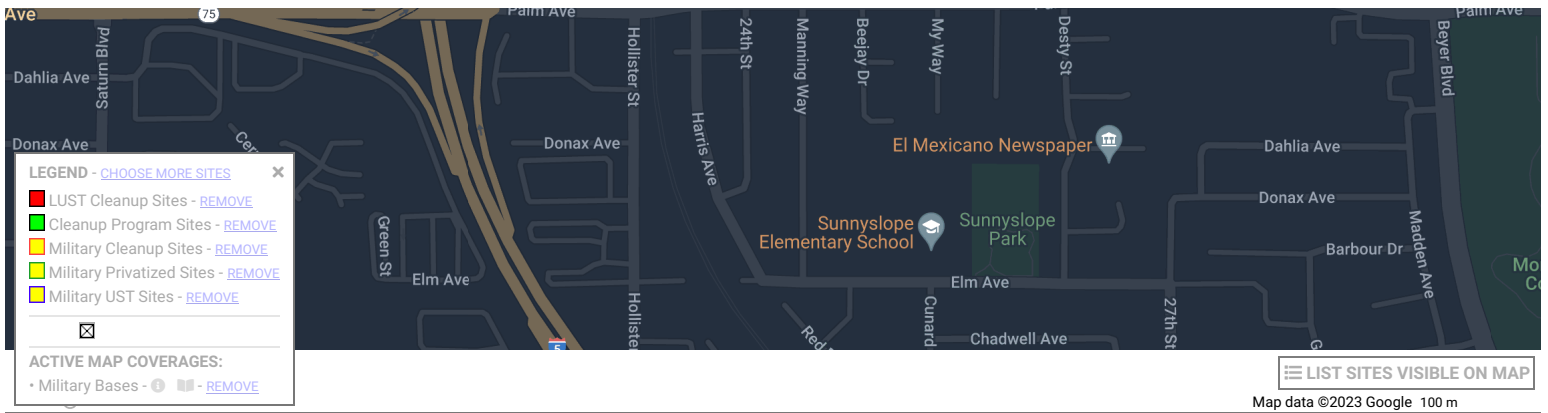 Ave
75
Palm Ave
Palm Ave
Saturn Blvd
Hollister St
24th St
Manning Way
Beejay Dr
My Way
Desty St
Beyer Blvd
Dahlia Ave
Donax Ave
Donax Ave
Harris Ave
El Mexicano Newspaper
Dahlia Ave
Donax Ave
Sunnyslope
Elementary School
Sunnyslope
Park
Barbour Dr
Madden Ave
Green St
Elm Ave
Elm Ave
Hollister
Cunard
27th St
Chadwell Ave
Red
5
LEGEND - CHOOSE MORE SITES
LUST Cleanup Sites - REMOVE
Cleanup Program Sites - REMOVE
Military Cleanup Sites - REMOVE
Military Privatized Sites - REMOVE
Military UST Sites - REMOVE
ACTIVE MAP COVERAGES:
• Military Bases - - REMOVE
LIST SITES VISIBLE ON MAP
Map data ©2023 Google 100 m